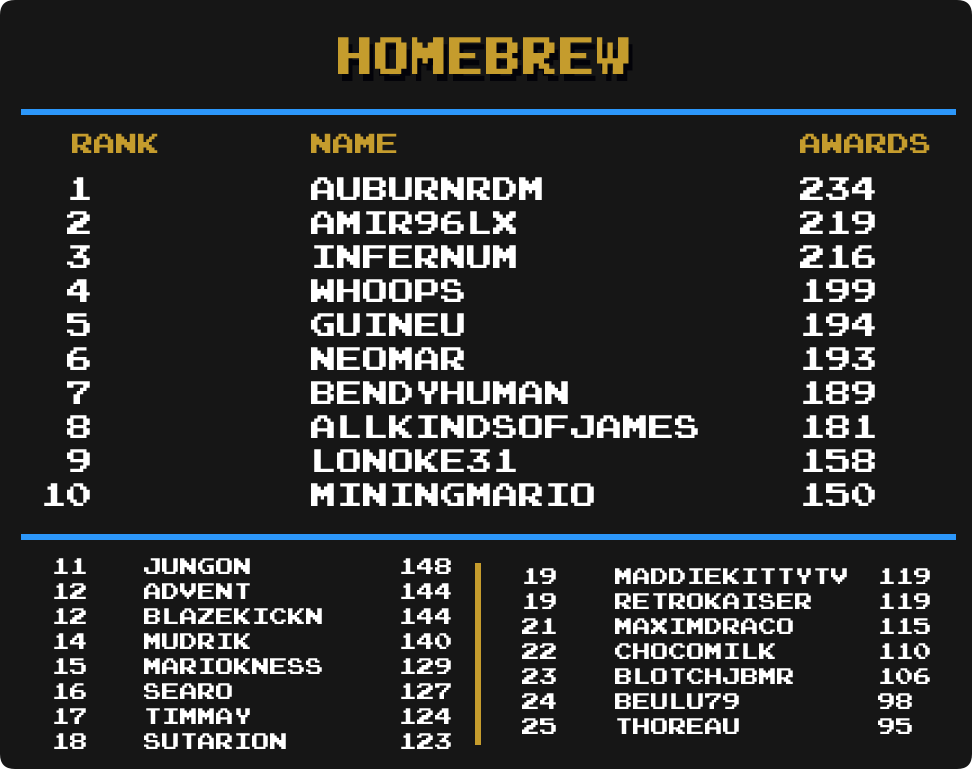 HOMEBREW
RANK NAME AWARDS
1 AUBURNRDM 234
2 AMIR96LX 219
3 INFERNUM 216
4 WHOOPS 199
5 GUINEU 194
6 NEOMAR 193
7 BENDYHUMAN 189
8 ALLKINDSOFJAMES 181
9 LONOKE31 158
10 MININGMARIO 150
11 JUNGON 148
12 ADVENT 144
12 BLAZEKICKN 144
14 MUDRIK 140
15 MARIOKNESS 129
16 SEARO 127
17 TIMMAY 124
18 SUTARION 123
19 MADDIEKITTYTV 119
19 RETROKAISER 119
21 MAXIMDRACO 115
22 CHOCOMILK 110
23 BLOTCHJBMR 106
24 BEULU79 98
25 THOREAU 95